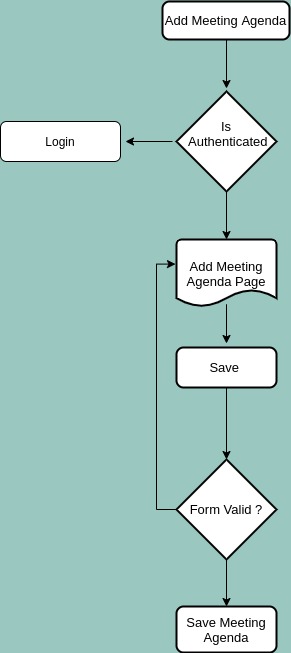 Add Meeting Agenda
Is
Authenticated
Login
Add Meeting
Agenda Page
Save
Form Valid ?
Save Meeting
Agenda